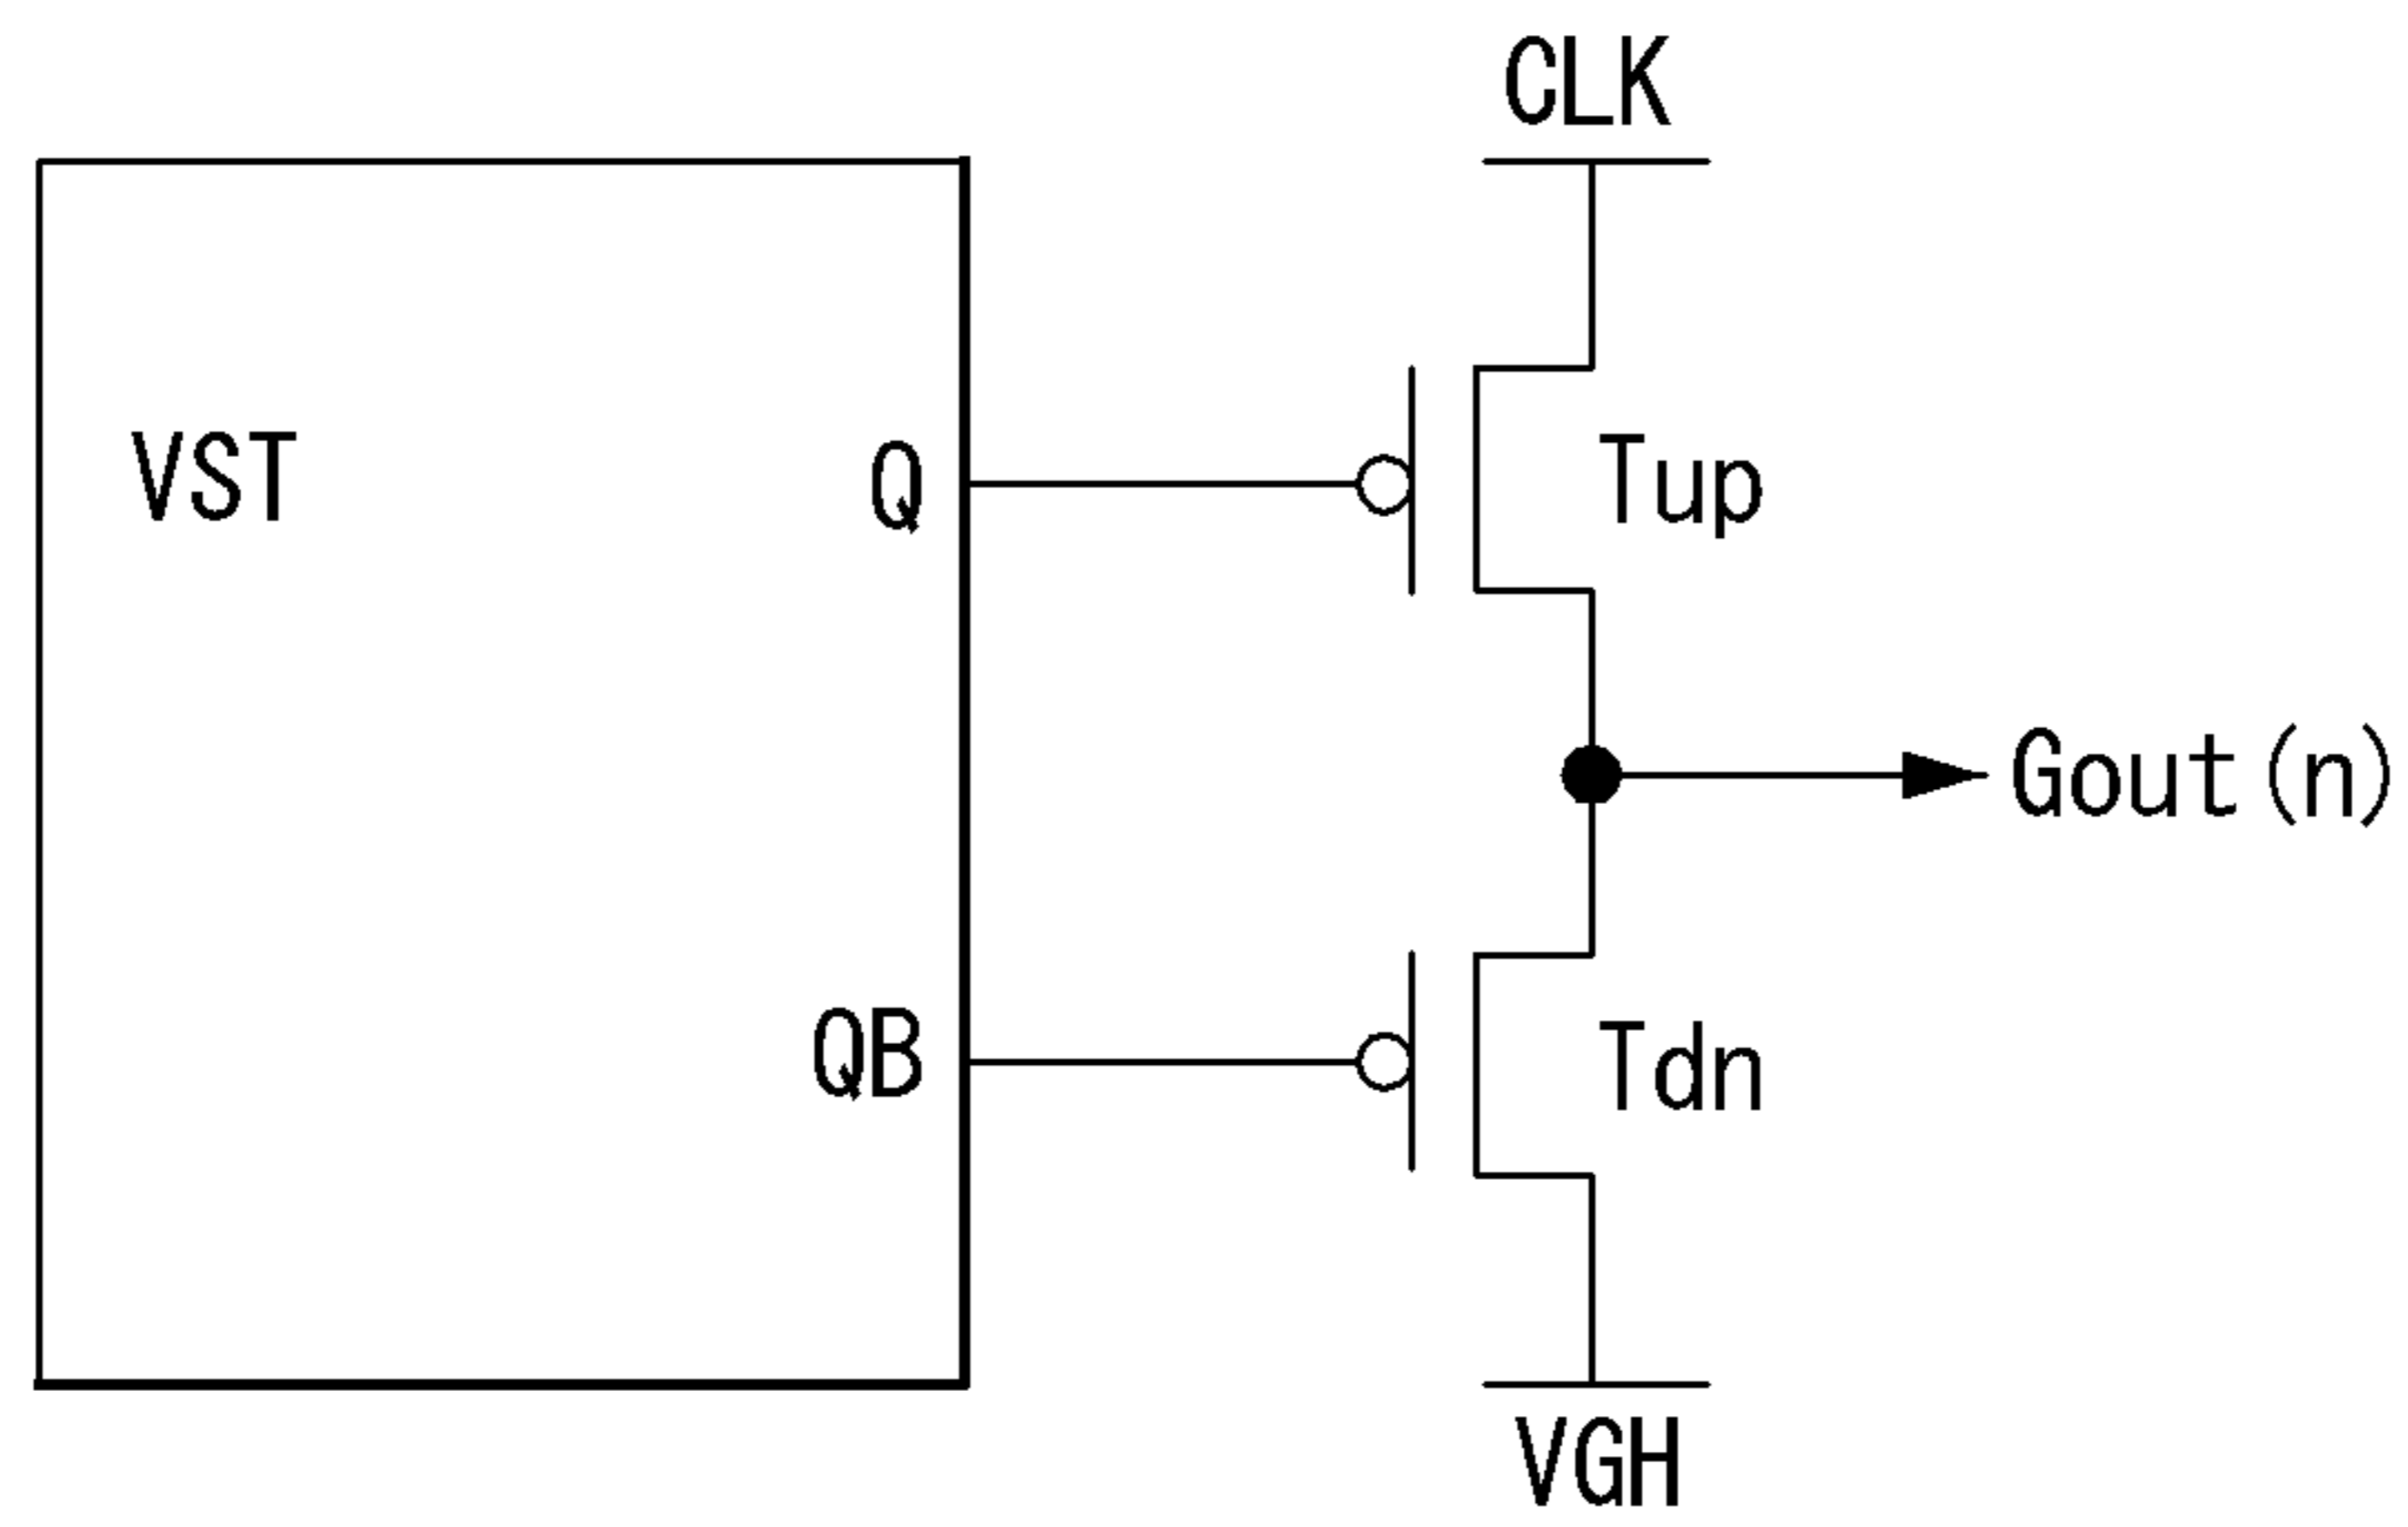 CLK
VST
Q
Tup
Gout(n)
QB
Tdn
VGH